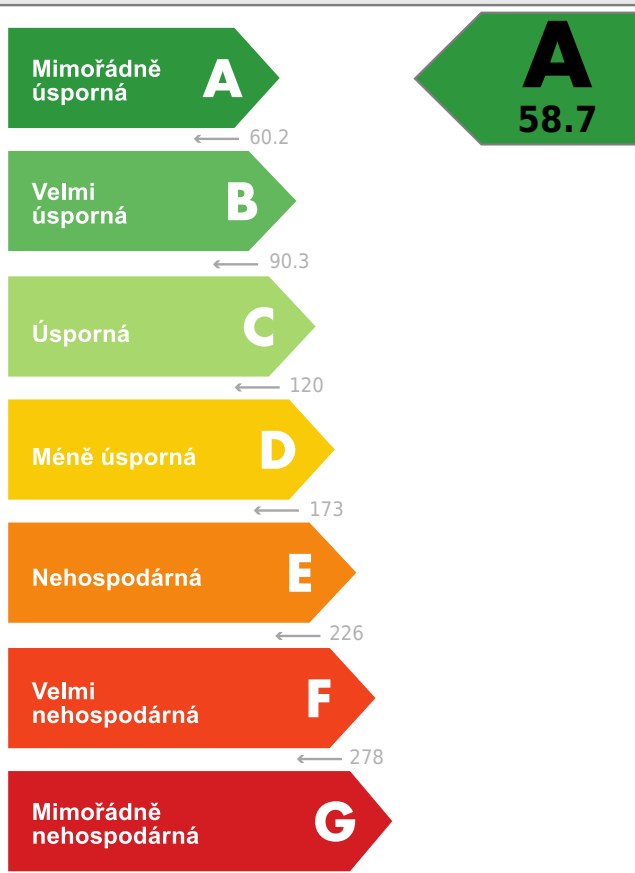 Mimořádně
úsporná
A
A
58.7
60.2
Velmi
úsporná
B
90.3
Úsporná
C
120
Méně úsporná
D
173
Nehospodárná
E
226
Velmi
nehospodárná
F
278
Mimořádně
nehospodárná
G